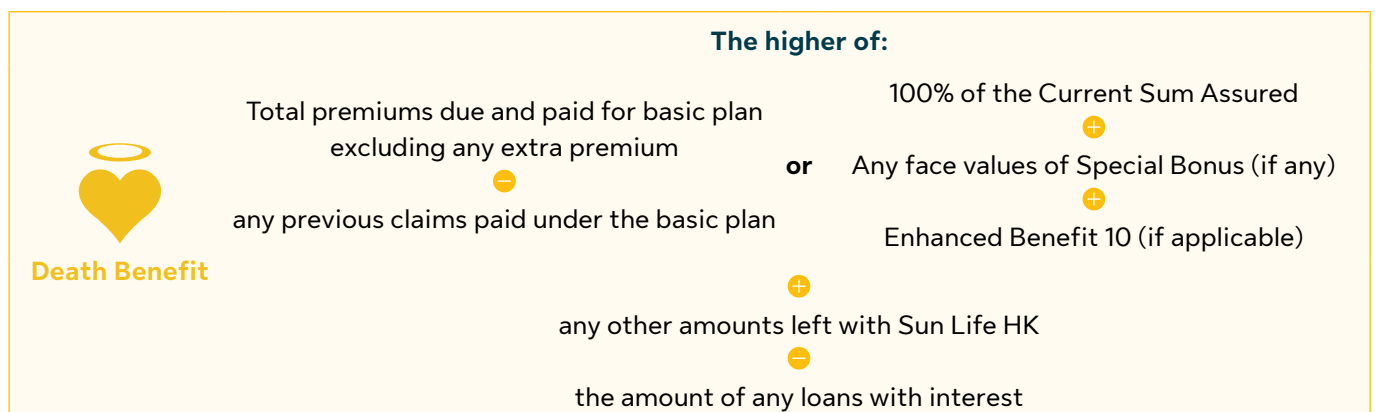 The higher of:
Total premiums due and paid for basic plan
excluding any extra premium
−
any previous claims paid under the basic plan
or
100% of the Current Sum Assured
+
Any face values of Special Bonus (if any)
+
Enhanced Benefit 10 (if applicable)
Death Benefit
+
any other amounts left with Sun Life HK
−
the amount of any loans with interest